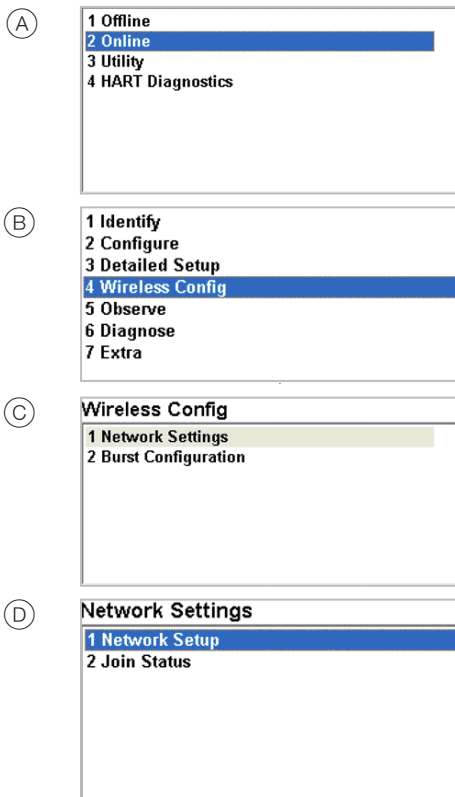 A
1 Offline
2 Online
3 Utility
4 HART Diagnostics
B
1 Identify
2 Configure
3 Detailed Setup
4 Wireless Config
5 Observe
6 Diagnose
7 Extra
C
Wireless Config
1 Network Settings
2 Burst Configuration
D
Network Settings
1 Network Setup
2 Join Status